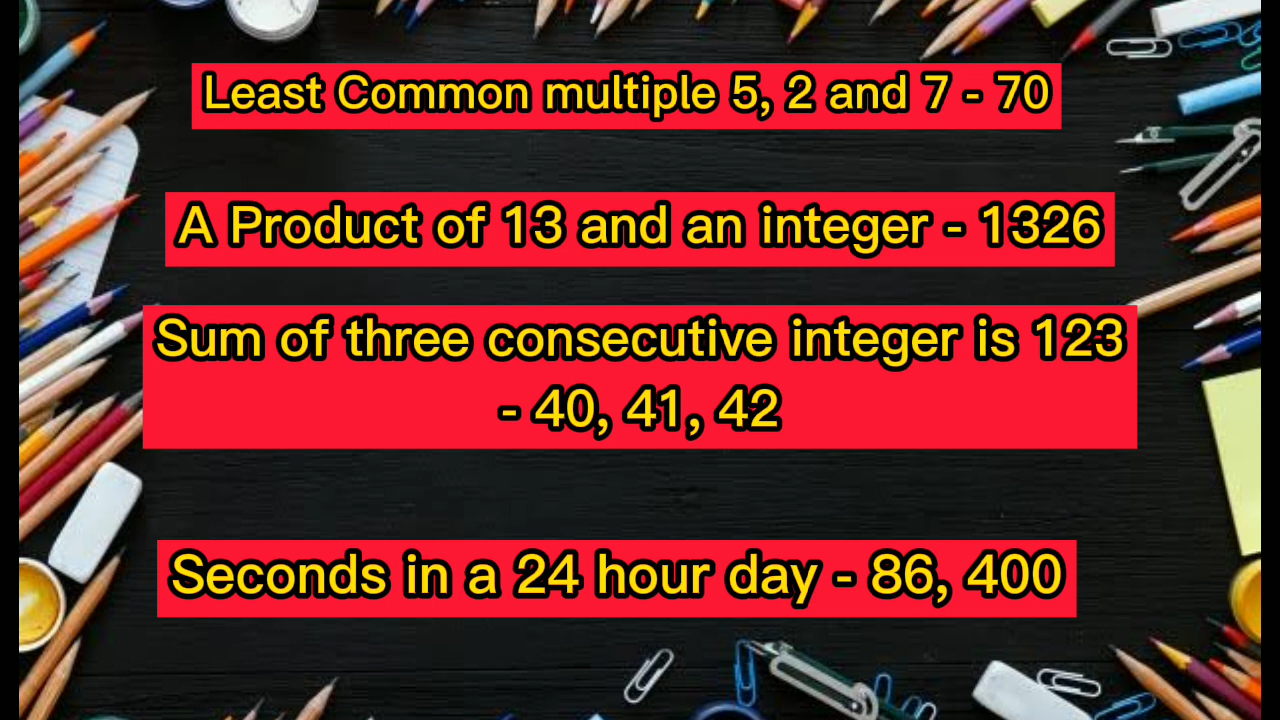 Least Common multiple 5, 2 and 7 - 70
A Product of 13 and an integer - 1326
Sum of three consecutive integer is 123
- 40, 41, 42
Seconds in a 24 hour day - 86, 400